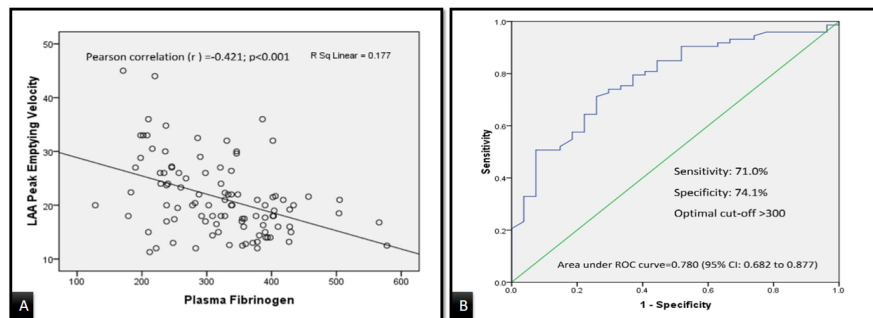 Pearson correlation (r ) =-0.421; p<0.001
R Sq Linear = 0.177
LAA Peak Emptying Velocity
50
40
30
20
10
100
200
300
400
500
600
Plasma Fibrinogen
A
Sensitivity
1.0
0.8
0.6
0.4
0.2
0.0
Sensitivity: 71.0%
Specificity: 74.1%
Optimal cut-off >300
Area under ROC curve=0.780 (95% CI: 0.682 to 0.877)
0.0
0.2
0.4
0.6
0.8
1.0
1 - Specificity
B